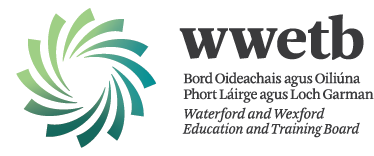 wwetb
Bord Oideachais agus Oiliúna
Phort Láirge agus Loch Garman
Waterford and Wexford
Education and Training Board